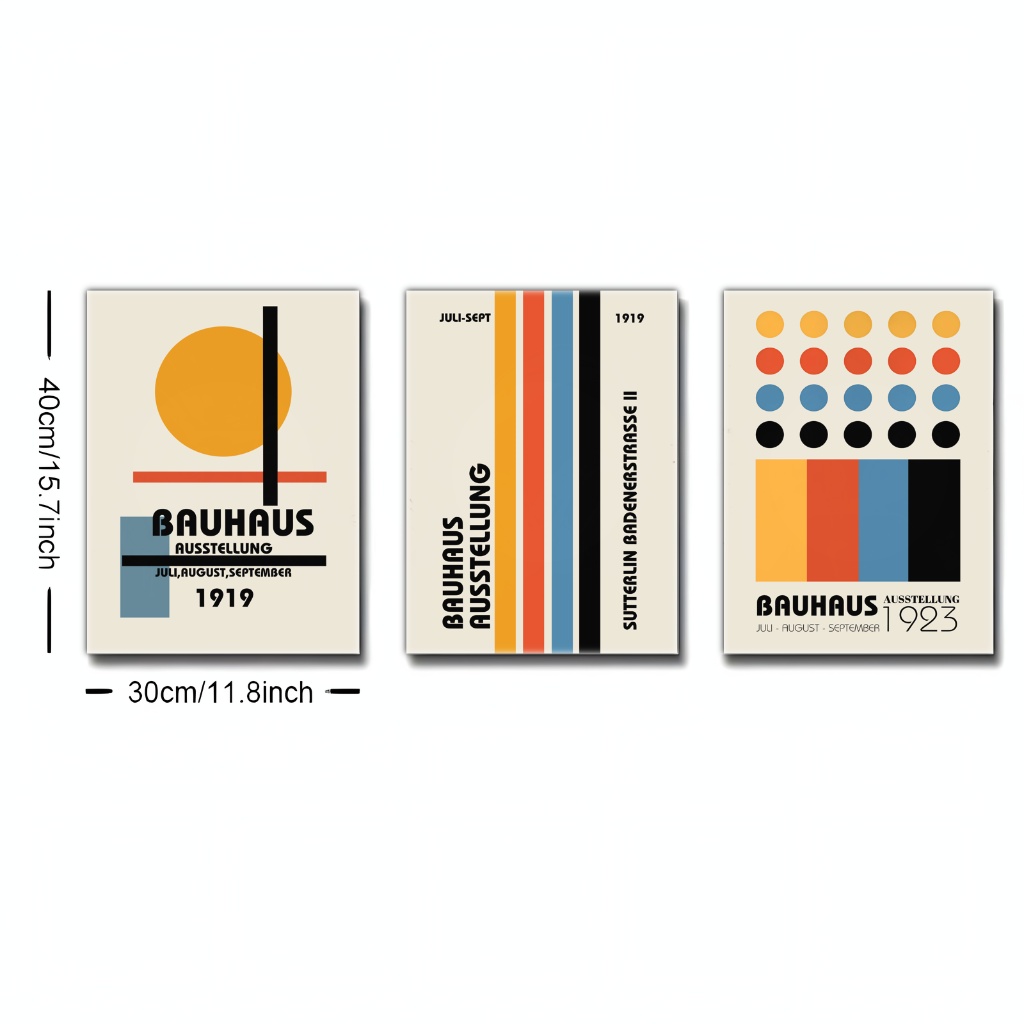 40cm/15.7inch
30cm/11.8inch
BAUHAUS
AUSSTELLUNG
JULI,AUGUST,SEPTEMBER
1919
JULI-SEPT
1919
BAUHAUS
AUSSTELLUNG
SUTTERLIN BADENERSTRASSE II
BAUHAUS
AUSSTELLUNG
JULI - AUGUST - SEPTEMBER
1923